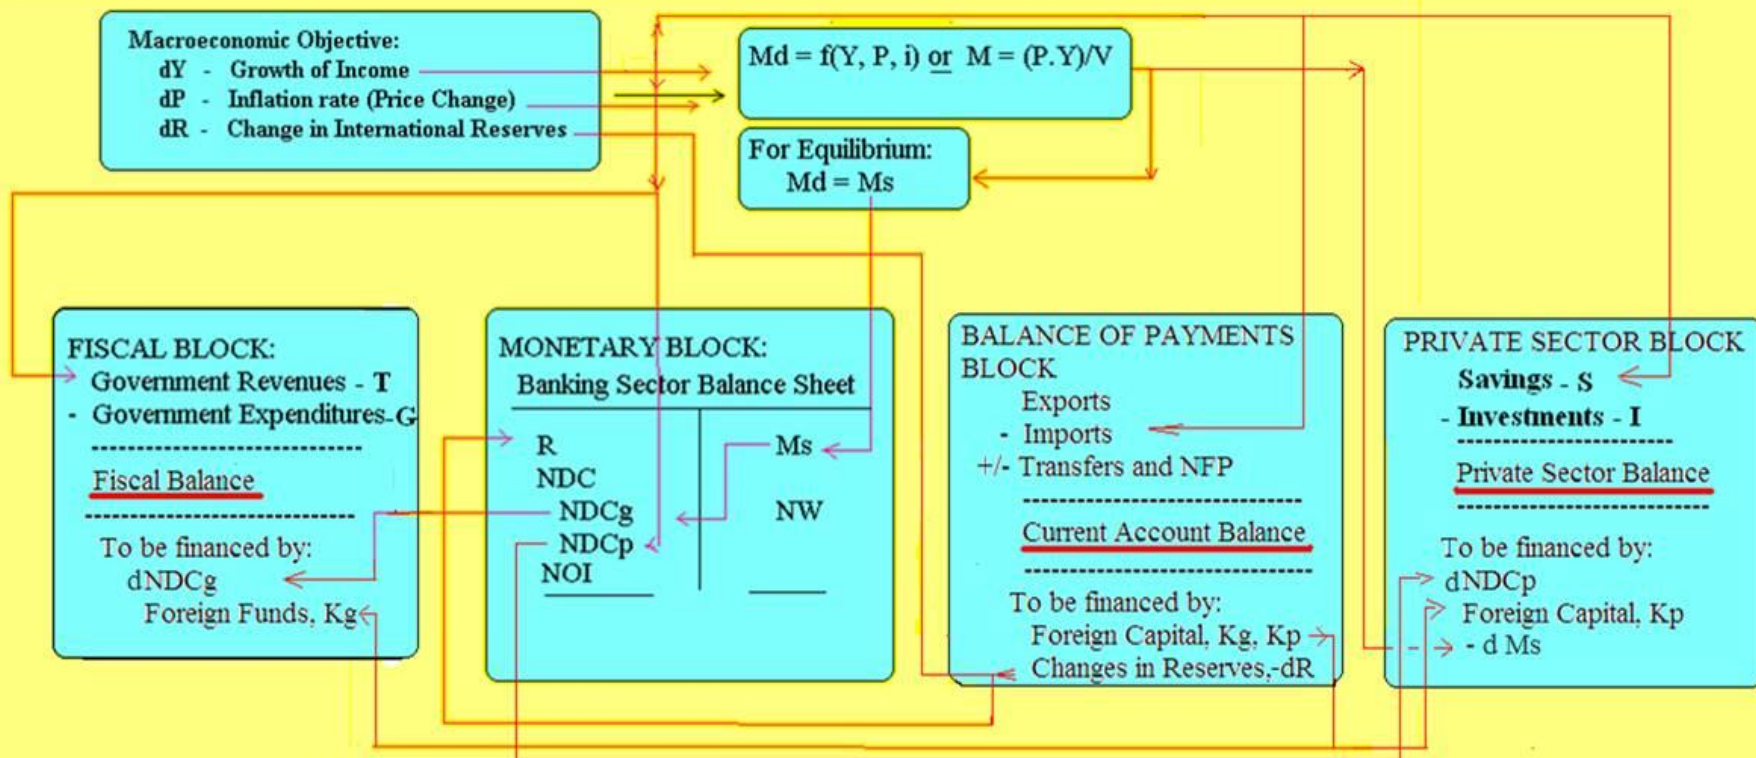 Macroeconomic Objective:
dY - Growth of Income
dP - Inflation rate (Price Change)
dR - Change in International Reserves
Md = f(Y, P, i) or M = (P.Y)/V
For Equilibrium:
Md = Ms
FISCAL BLOCK:
Government Revenues - T
- Government Expenditures-G
Fiscal Balance
To be financed by:
dNDCg
Foreign Funds, Kg
MONETARY BLOCK:
Banking Sector Balance Sheet
R
Ms
NDC
NDCg
NW
NDCp
NOI
BALANCE OF PAYMENTS
BLOCK
Exports
- Imports
+/- Transfers and NFP
Current Account Balance
To be financed by:
Foreign Capital, Kg, Kp
Changes in Reserves,-dR
PRIVATE SECTOR BLOCK
Savings - S
- Investments - I
Private Sector Balance
To be financed by:
dNDCp
Foreign Capital, Kp
- d Ms